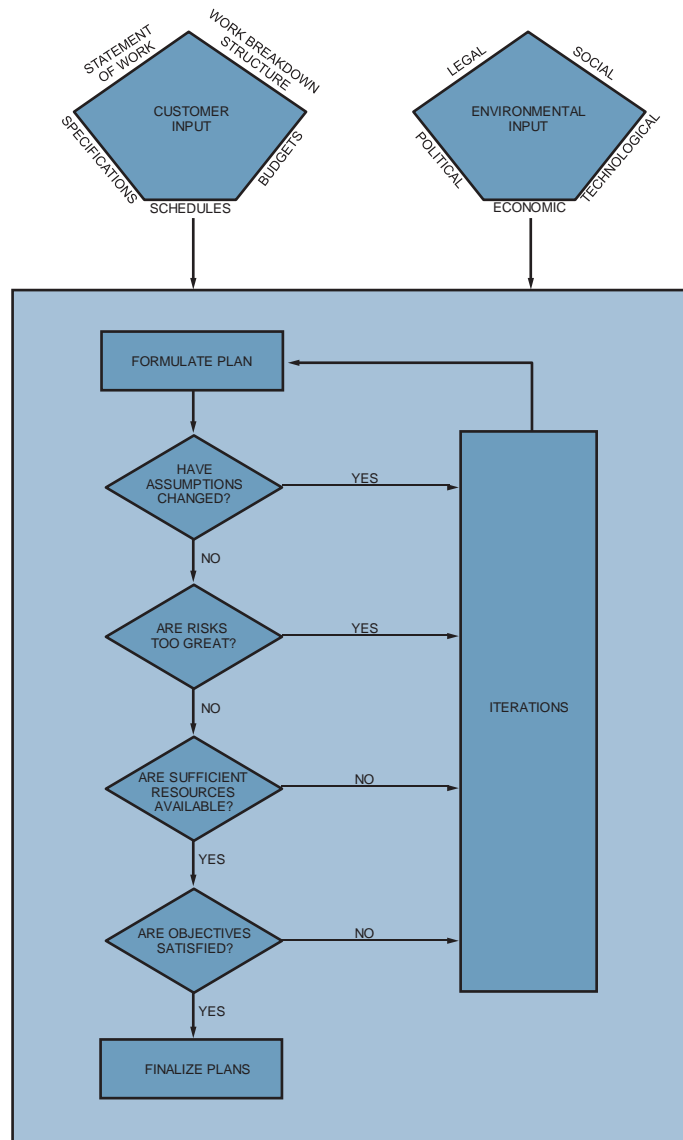 STATEMENT
OF WORK
WORK BREAKDOWN
STRUCTURE
CUSTOMER
INPUT
SPECIFICATIONS
BUDGETS
SCHEDULES
LEGAL
SOCIAL
ENVIRONMENTAL
INPUT
POLITICAL
TECHNOLOGICAL
ECONOMIC
FORMULATE PLAN
HAVE
ASSUMPTIONS
CHANGED?
YES
NO
ARE RISKS
TOO GREAT?
YES
NO
ITERATIONS
ARE SUFFICIENT
RESOURCES
AVAILABLE?
NO
YES
ARE OBJECTIVES
SATISFIED?
NO
YES
FINALIZE PLANS